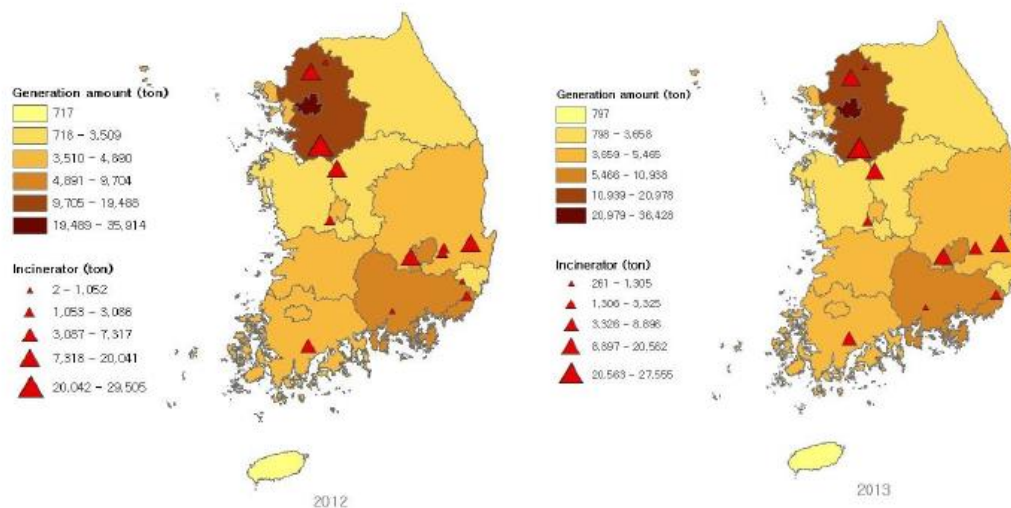 Generation amount (ton)
717
718 - 3,509
3,510 - 4,890
4,891 - 9,704
9,705 - 19,488
19,489 - 35,914
Incinerator (ton)
2 - 1,052
1,053 - 3,086
3,087 - 7,317
7,318 - 20,041
20,042 - 29,505
2012
Generation amount (ton)
797
798 - 3,658
3,659 - 5,465
5,466 - 10,938
10,939 - 20,978
20,979 - 36,428
Incinerator (ton)
261 - 1,305
1,306 - 3,325
3,326 - 8,896
8,897 - 20,562
20,563 - 27,555
2013